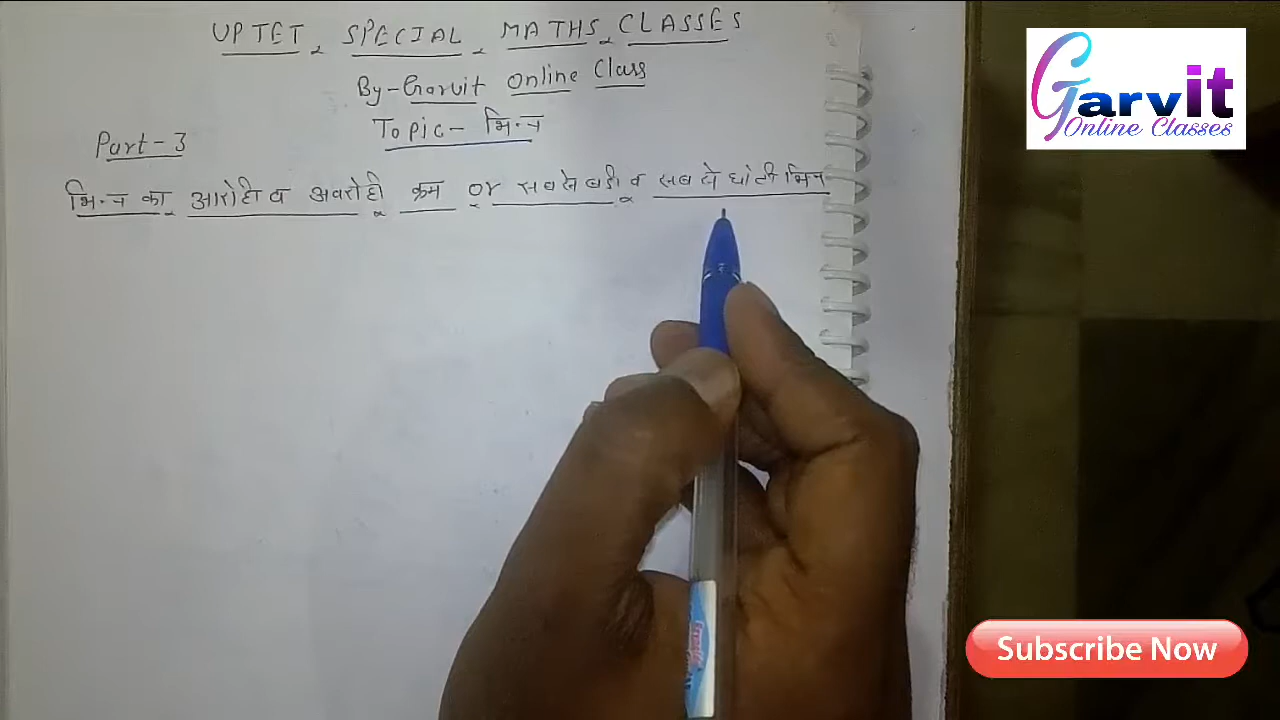 UPTET SPECIAL MATHS CLASSES
By-Garvit Online Class
Topic- भिन्न
Part-3
भिन्न का आरोही व अवरोही क्रम or सबसे बड़ी व सबसे छोटी भिन्न
Garvit
Online Classes
Subscribe Now